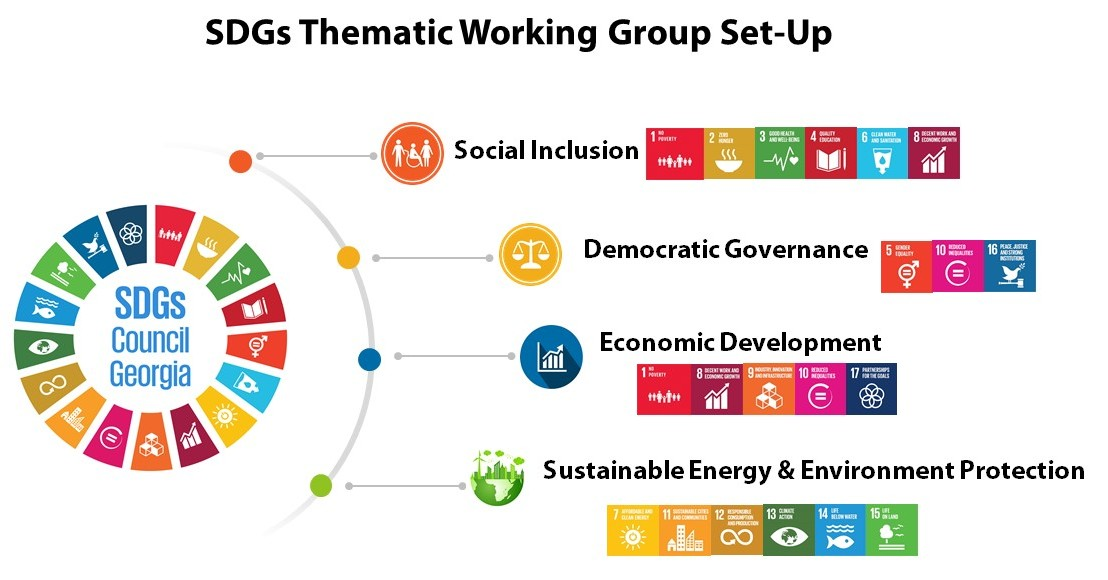 SDGs Thematic Working Group Set-Up
Social Inclusion
1 NO
POVERTY
2 ZERO
HUNGER
3 GOOD HEALTH
AND WELL-BEING
4 QUALITY
EDUCATION
6 CLEAN WATER
AND SANITATION
8 DECENT WORK AND
ECONOMIC GROWTH
Democratic Governance
5 GENDER
EQUALITY
10 REDUCED
INEQUALITIES
16 PEACE, JUSTICE
AND STRONG
INSTITUTIONS
SDGs
Council
Georgia
Economic Development
1 NO
POVERTY
8 DECENT WORK AND
ECONOMIC GROWTH
9 INDUSTRY, INNOVATION
AND INFRASTRUCTURE
10 REDUCED
INEQUALITIES
17 PARTNERSHIPS
FOR THE GOALS
Sustainable Energy & Environment Protection
7 AFFORDABLE AND
CLEAN ENERGY
11 SUSTAINABLE CITIES
AND COMMUNITIES
12 RESPONSIBLE
CONSUMPTION
AND PRODUCTION
13 CLIMATE
ACTION
14 LIFE
BELOW WATER
15 LIFE
ON LAND